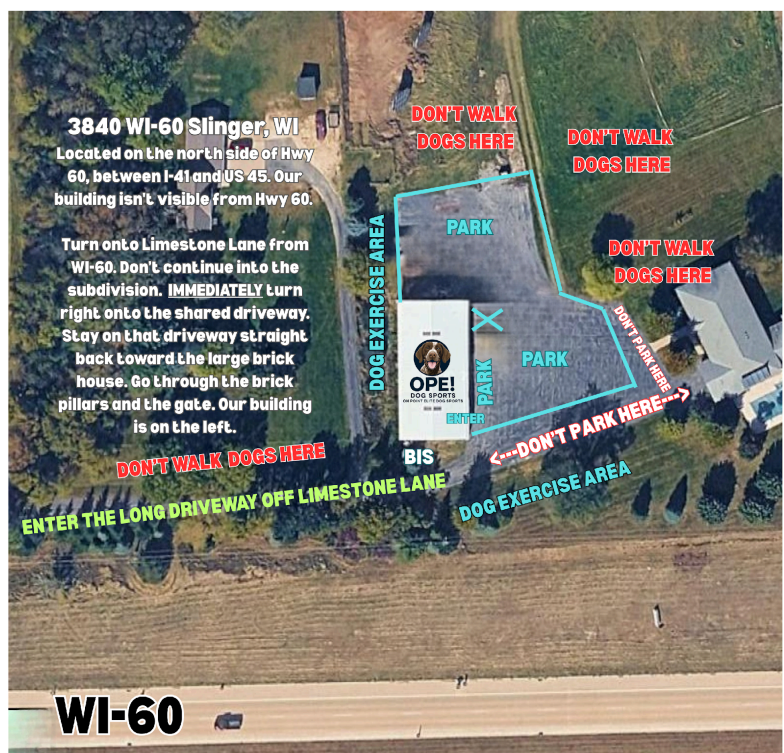 3840 WI-60 Slinger, WI
Located on the north side of Hwy
60, between I-41 and US 45. Our
building isn't visible from Hwy 60.
Turn onto Limestone Lane from
WI-60. Don't continue into the
subdivision. IMMEDIATELY turn
right onto the shared driveway.
Stay on that driveway straight
back toward the large brick
house. Go through the brick
pillars and the gate. Our building
is on the left.
DON'T WALK
DOGS HERE
DON'T WALK
DOGS HERE
DON'T WALK
DOGS HERE
PARK
DOG EXERCISE AREA
DON'T PARK HERE
PARK
PARK
OPE!
DOG SPORTS
ON POINT ELITE DOG SPORTS
ENTER
<---DON'T PARK HERE--->
BIS
DON'T WALK DOGS HERE
DOG EXERCISE AREA
ENTER THE LONG DRIVEWAY OFF LIMESTONE LANE
WI-60